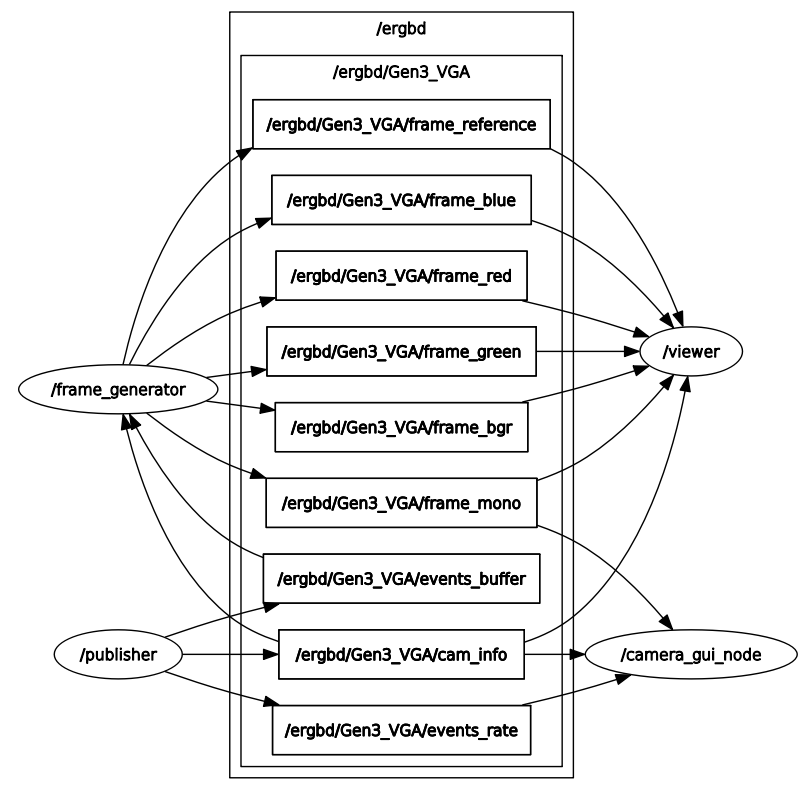 /ergbd
/ergbd/Gen3_VGA
/ergbd/Gen3_VGA/frame_reference
/ergbd/Gen3_VGA/frame_blue
/ergbd/Gen3_VGA/frame_red
/ergbd/Gen3_VGA/frame_green
/viewer
/frame_generator
/ergbd/Gen3_VGA/frame_bgr
/ergbd/Gen3_VGA/frame_mono
/ergbd/Gen3_VGA/events_buffer
/publisher
/ergbd/Gen3_VGA/cam_info
/camera_gui_node
/ergbd/Gen3_VGA/events_rate